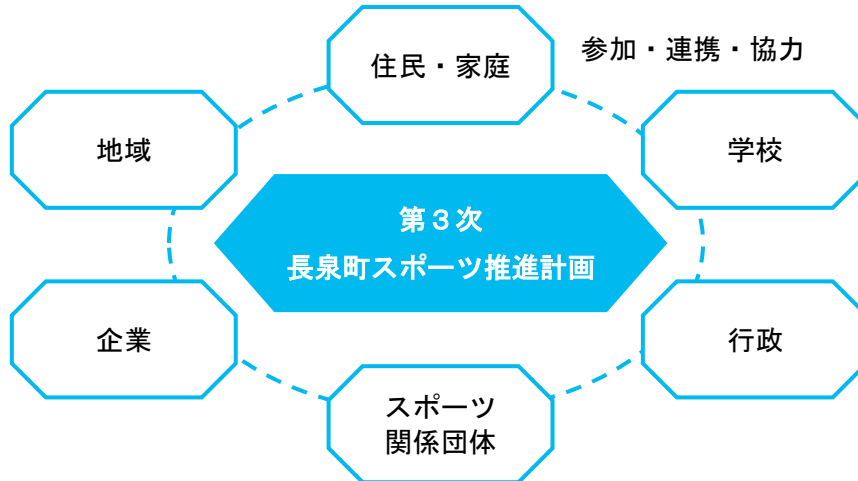 住民・家庭
参加・連携・協力
地域
学校
第３次
長泉町スポーツ推進計画
企業
行政
スポーツ
関係団体